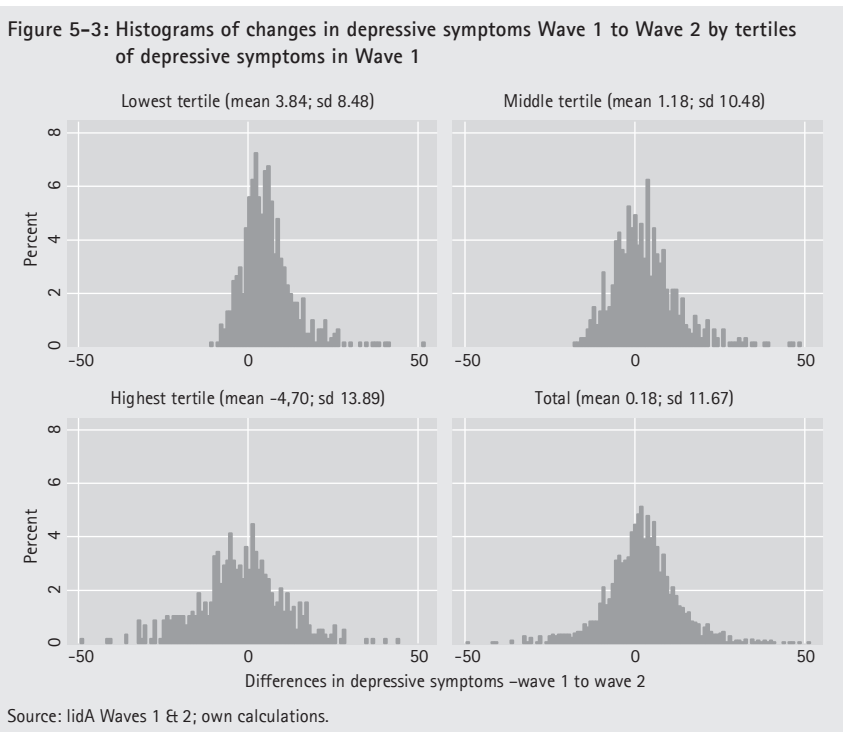 Figure 5-3: Histograms of changes in depressive symptoms Wave 1 to Wave 2 by tertiles
of depressive symptoms in Wave 1
Lowest tertile (mean 3.84; sd 8.48)
Middle tertile (mean 1.18; sd 10.48)
8
6
4
2
0
Percent
-50 0 50
-50 0 50
Highest tertile (mean -4,70; sd 13.89)
Total (mean 0.18; sd 11.67)
8
6
4
2
0
Percent
-50 0 50
-50 0 50
Differences in depressive symptoms –wave 1 to wave 2
Source: lidA Waves 1 & 2; own calculations.